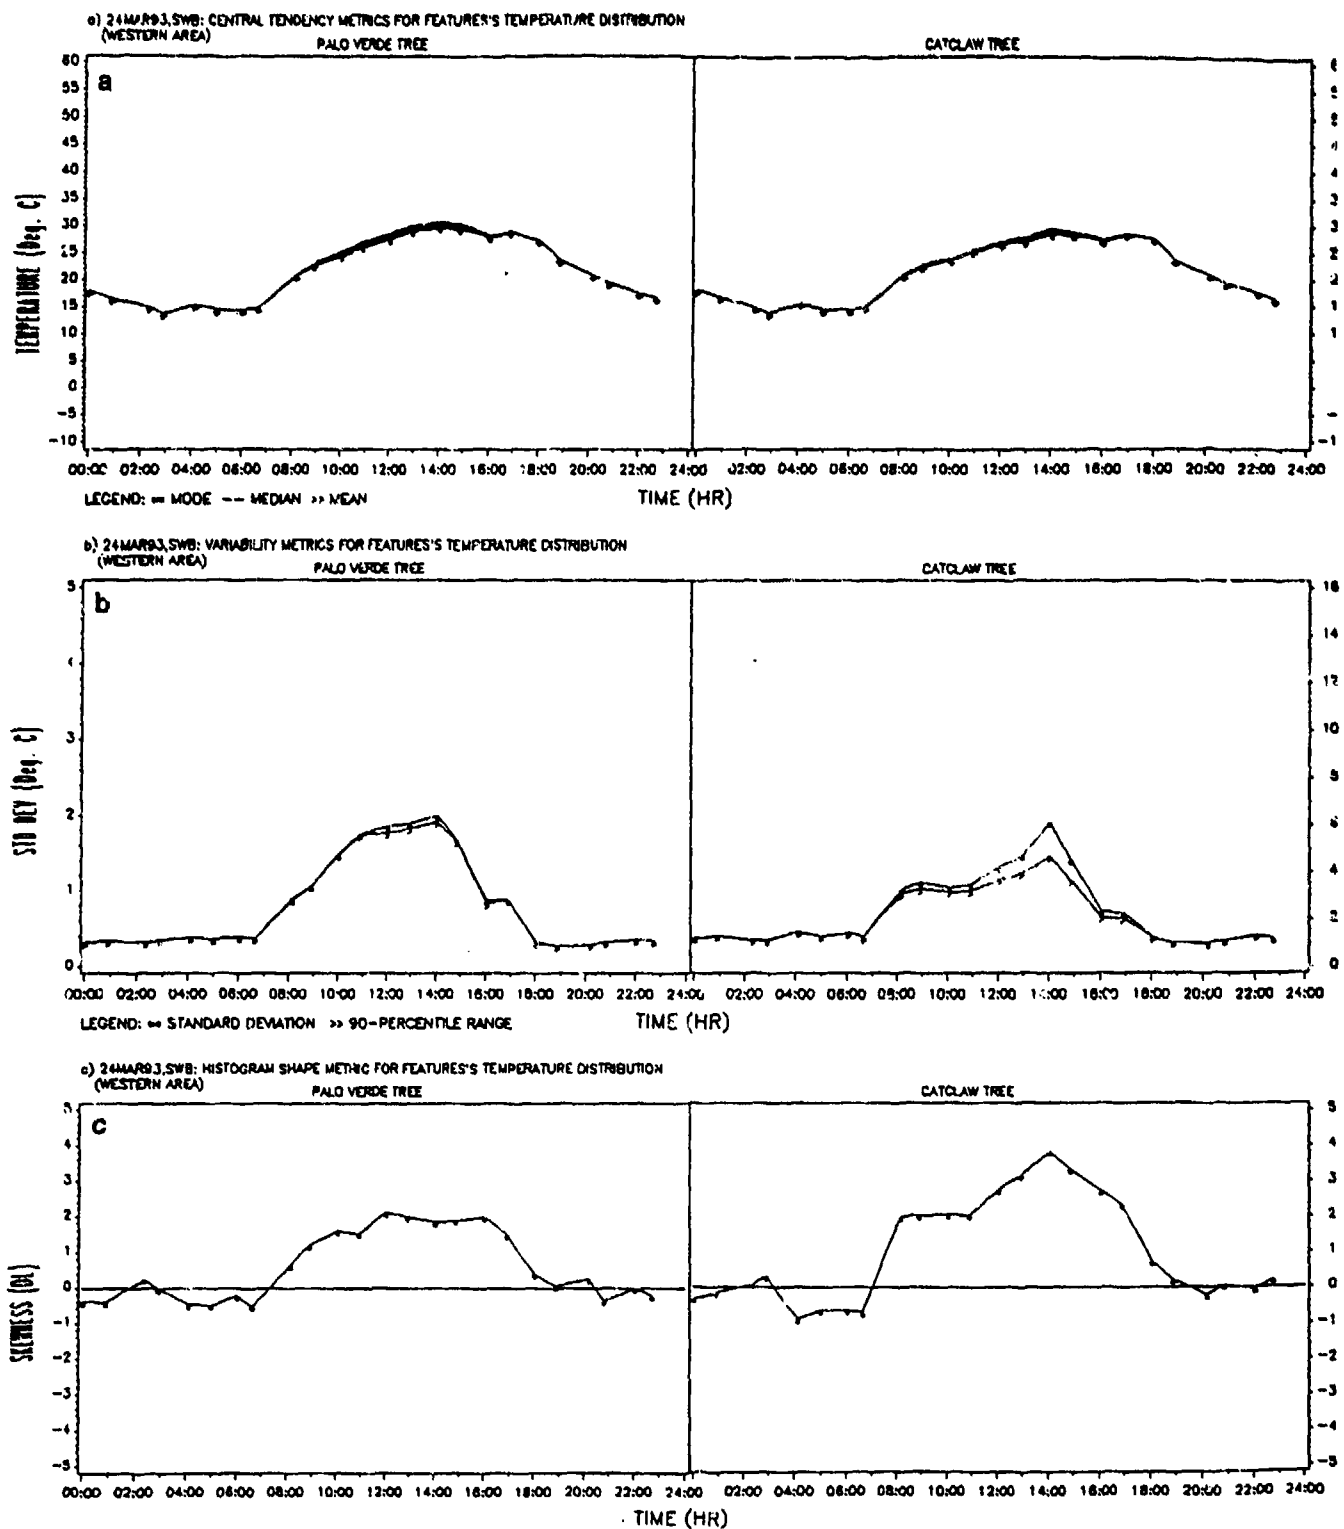 a) 24MAR93,SWB: CENTRAL TENDENCY METRICS FOR FEATURES'S TEMPERATURE DISTRIBUTION
(WESTERN AREA)
PALO VERDE TREE
CATCLAW TREE
a
60
55
50
45
40
35
30
25
20
15
10
5
0
-5
-10
TEMPERATURE (Deg. C)
00:00 02:00 04:00 06:00 08:00 10:00 12:00 14:00 16:00 18:00 20:00 22:00 24:00 02:00 04:00 06:00 08:00 10:00 12:00 14:00 16:00 18:00 20:00 22:00 24:00
LEGEND: MODE -- MEDIAN >> MEAN
TIME (HR)
b) 24MAR93,SWB: VARIABILITY METRICS FOR FEATURES'S TEMPERATURE DISTRIBUTION
(WESTERN AREA)
PALO VERDE TREE
CATCLAW TREE
b
5
3
2
1
0
STD DEV (Deg. C)
16
14
12
10
8
6
4
2
0
00:00 02:00 04:00 06:00 08:00 10:00 12:00 14:00 16:00 18:00 20:00 22:00 24:00 02:00 04:00 06:00 08:00 10:00 12:00 14:00 16:00 18:00 20:00 22:00 24:00
LEGEND: STANDARD DEVIATION >> 90-PERCENTILE RANGE
TIME (HR)
c) 24MAR93,SWB: HISTOGRAM SHAPE METRIC FOR FEATURES'S TEMPERATURE DISTRIBUTION
(WESTERN AREA)
PALO VERDE TREE
CATCLAW TREE
c
5
4
3
2
1
0
-1
-2
-3
-4
-5
SKEWNESS (DL)
5
4
3
2
1
0
-1
-2
-3
-4
-5
00:00 02:00 04:00 06:00 08:00 10:00 12:00 14:00 16:00 18:00 20:00 22:00 24:00 02:00 04:00 06:00 08:00 10:00 12:00 14:00 16:00 18:00 20:00 22:00 24:00
TIME (HR)